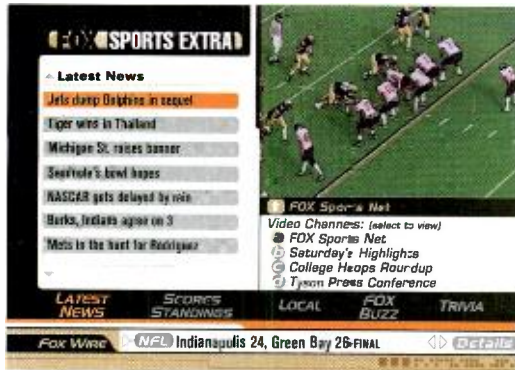 FOX SPORTS EXTRA
Latest News
Jets dump Dolphins in sequel
Tiger wins in Thailand
Michigan St. raises banner
Seminole's bowl hopes
NASCAR gets delayed by rain
Burks, Indians agree on 3
Mets in the hunt for Rodriguez
FOX Sports Net
Video Channels: (select to view)
FOX Sports Net
Saturday's Highlights
College Hoops Roundup
Tyson Press Conference
LATEST NEWS
SCORES STANDINGS
LOCAL
FOX BUZZ
TRIVIA
FOX WIRE
NFL Indianapolis 24, Green Bay 26-FINAL
Details